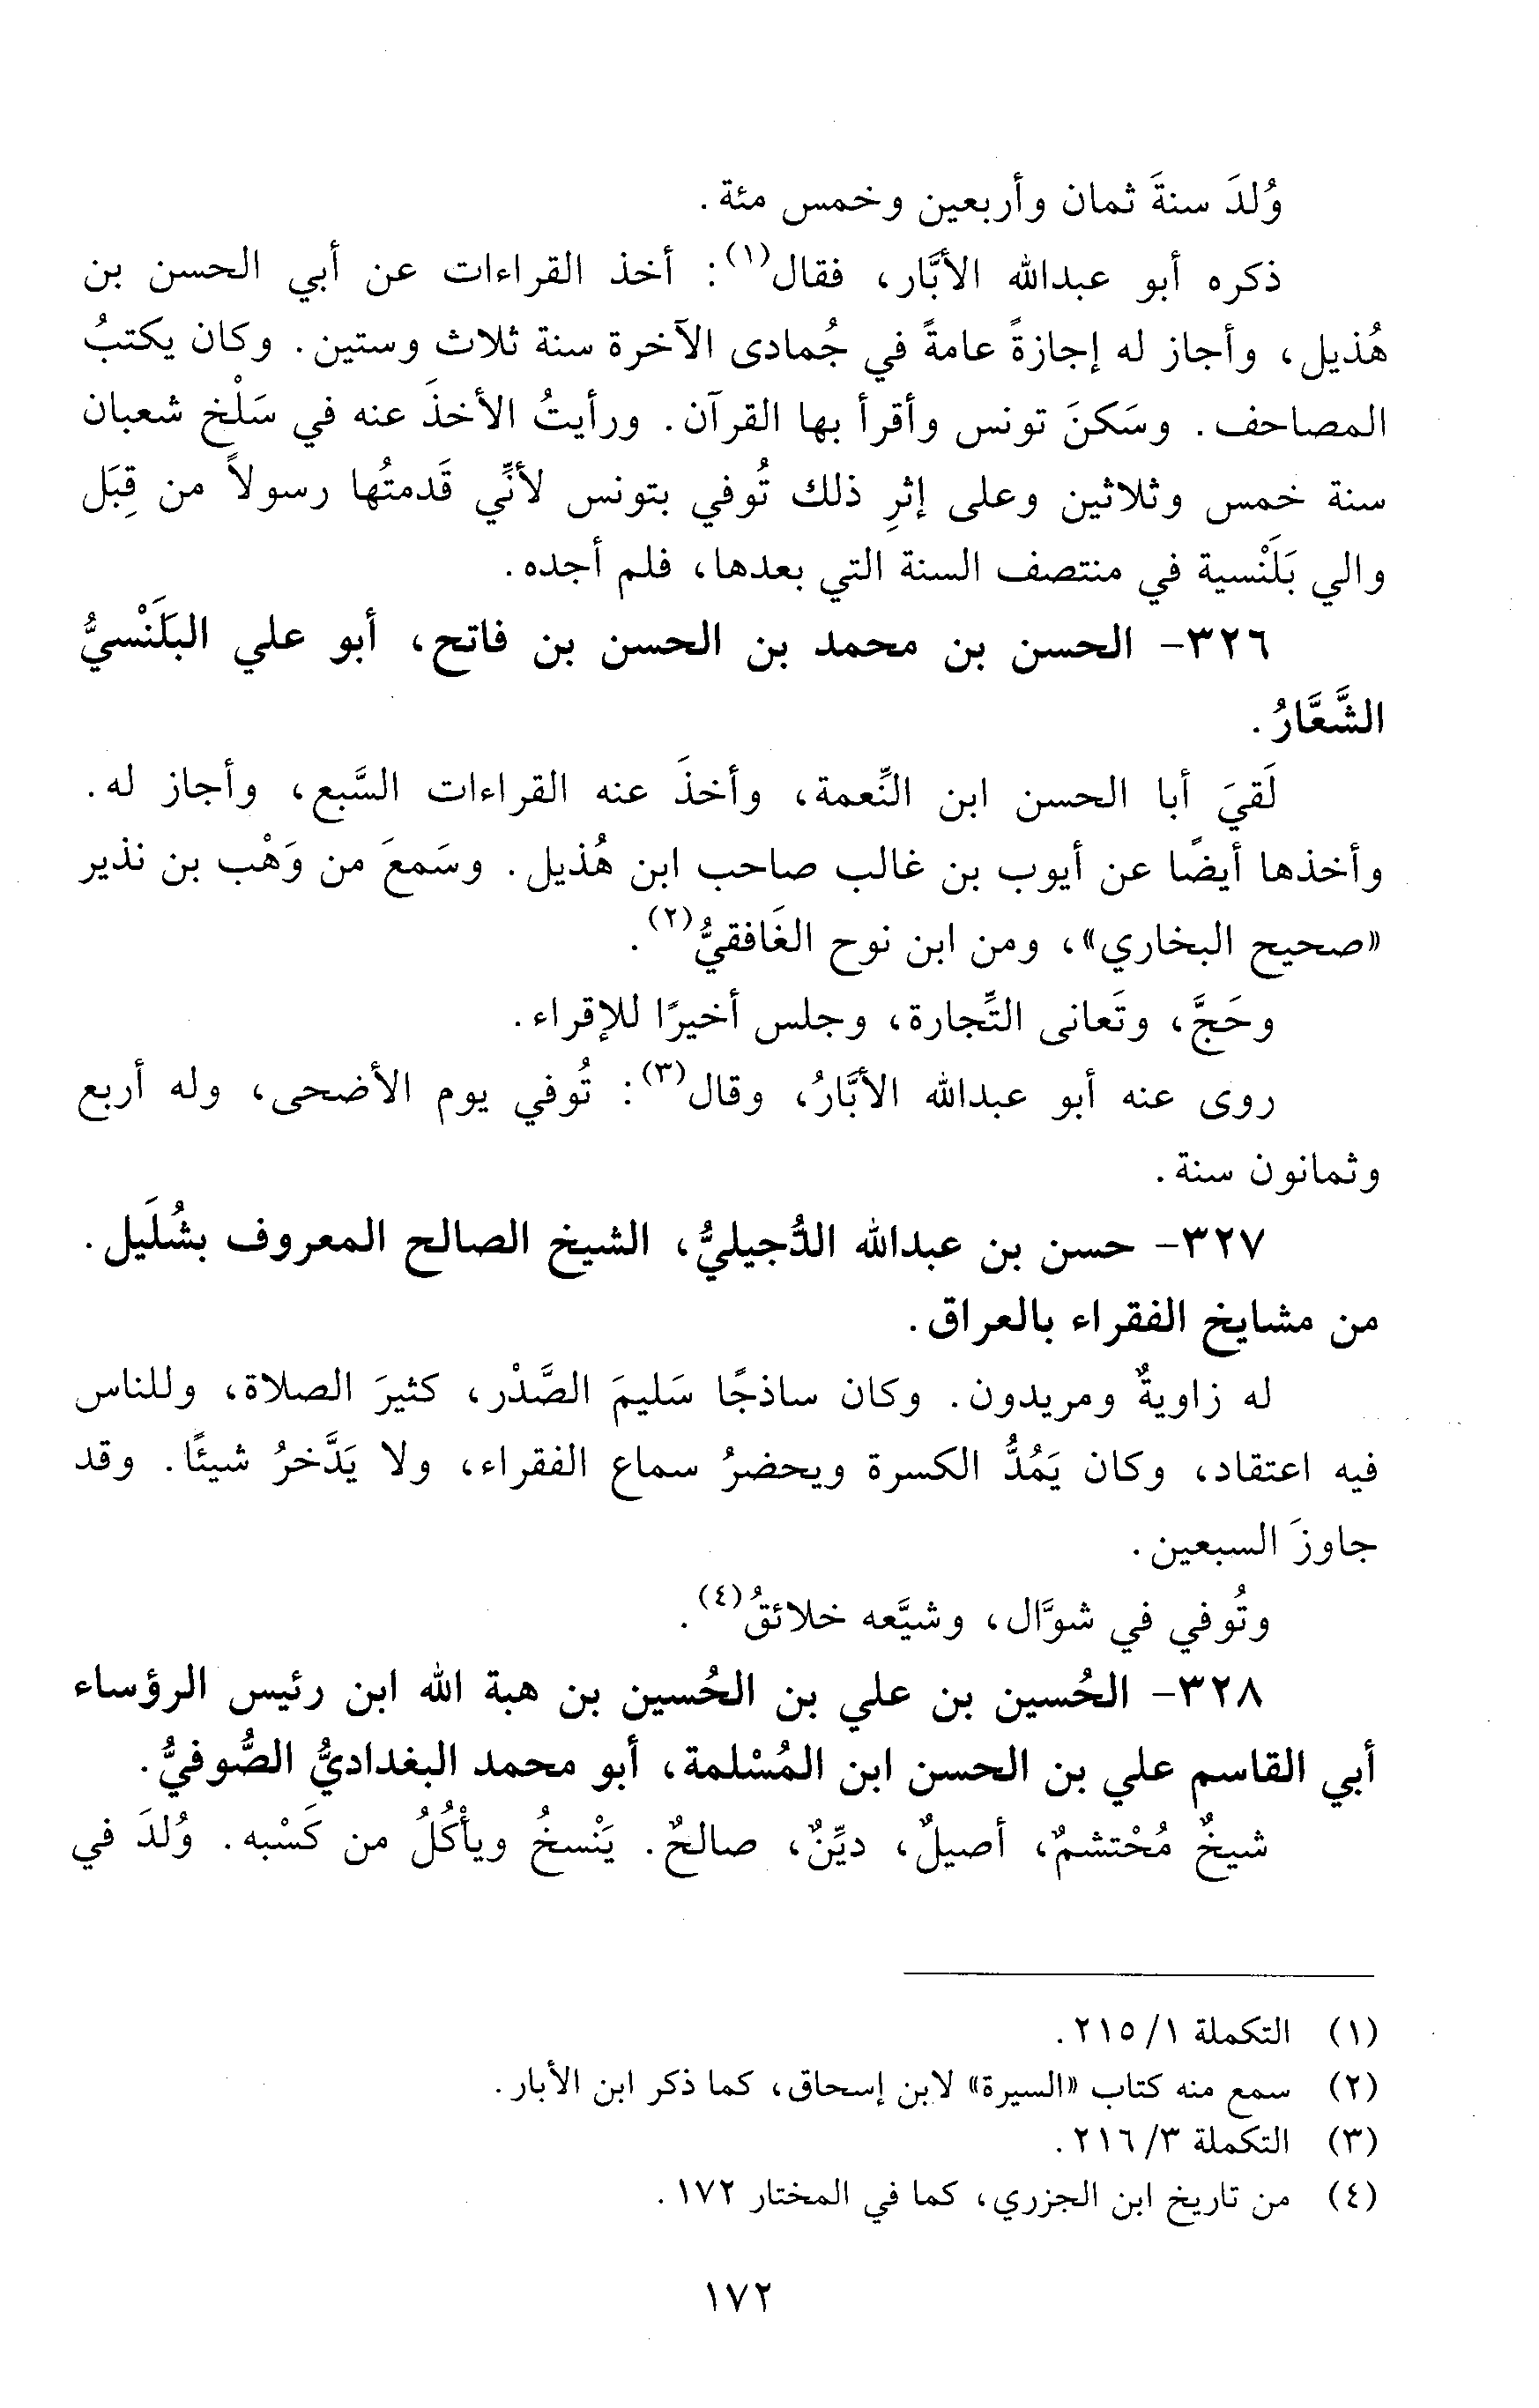 وُلدَ سنةَ ثمان وأربعين وخمس مئة.
ذكره أبو عبدالله الأبَّار، فقال(١): أخذ القراءات عن أبي الحسن بن
هُذيل، وأجاز له إجازةً عامةً في جُمادى الآخرة سنة ثلاث وستين. وكان يكتبُ
المصاحف. وسَكنَ تونس وأقرأ بها القرآن. ورأيتُ الأخذَ عنه في سَلْخ شعبان
سنة خمس وثلاثين وعلى إثرِ ذلك تُوفي بتونس لأنِّي قَدمتُها رسولاً من قِبَل
والي بَلَنْسية في منتصف السنة التي بعدها، فلم أجده.
٣٢٦- الحسن بن محمد بن الحسن بن فاتح، أبو علي البَلَنْسيُّ
الشَّعَّارُ.
لَقيَ أبا الحسن ابن النِّعمة، وأخذَ عنه القراءات السَّبع، وأجاز له.
وأخذها أيضًا عن أيوب بن غالب صاحب ابن هُذيل. وسَمعَ من وَهْب بن نذير
«صحيح البخاري»، ومن ابن نوح الغَافقيُّ(٢).
وحَجَّ، وتَعانى التِّجارة، وجلس أخيرًا للإقراء.
روى عنه أبو عبدالله الأبَّارُ، وقال(٣): تُوفي يوم الأضحى، وله أربع
وثمانون سنة.
٣٢٧- حسن بن عبدالله الدُّجيليُّ، الشيخ الصالح المعروف بشُلَيل.
من مشايخ الفقراء بالعراق.
له زاويةٌ ومريدون. وكان ساذجًا سَليمَ الصَّدْر، كثيرَ الصلاة، وللناس
فيه اعتقاد، وكان يَمُدُّ الكسرة ويحضرُ سماع الفقراء، ولا يَدَّخرُ شيئًا. وقد
جاوزَ السبعين.
وتُوفي في شوَّال، وشيَّعه خلائقُ(٤).
٣٢٨- الحُسين بن علي بن الحُسين بن هبة الله ابن رئيس الرؤساء
أبي القاسم علي بن الحسن ابن المُسْلمة، أبو محمد البغداديُّ الصُّوفيُّ.
شيخٌ مُحْتشمٌ، أصيلٌ، ديِّنٌ، صالحٌ. يَنْسخُ ويأْكُلُ من كَسْبه. وُلدَ في
(١) التكملة ١/ ٢١٥.
(٢) سمع منه كتاب «السيرة» لابن إسحاق، كما ذكر ابن الأبار.
(٣) التكملة ٣/ ٢١٦.
(٤) من تاريخ ابن الجزري، كما في المختار ١٧٢.
١٧٢